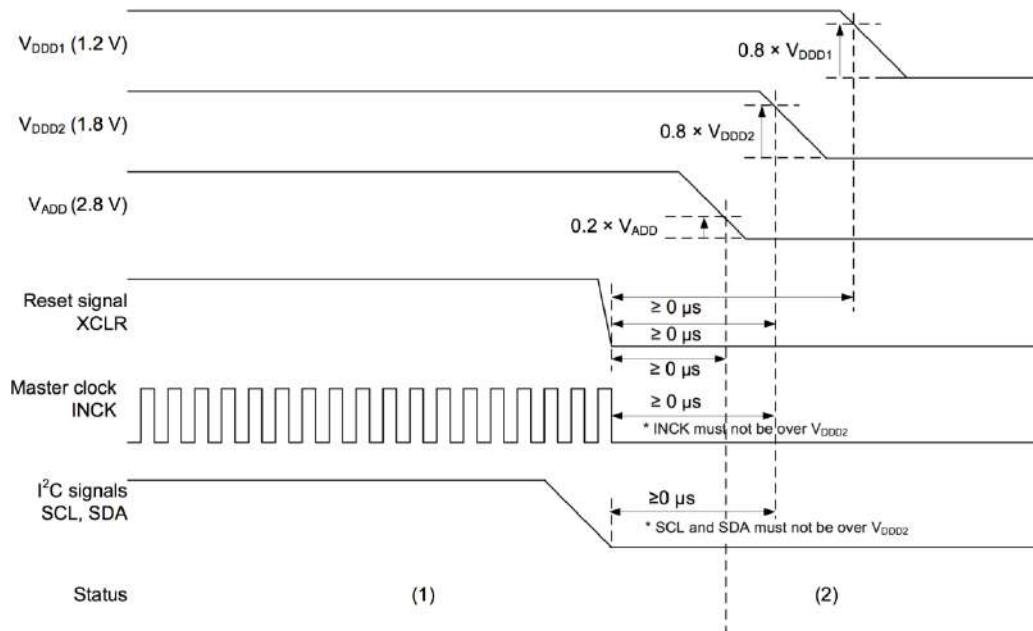 V_DDD1 (1.2 V)
0.8 × V_DDD1
V_DDD2 (1.8 V)
0.8 × V_DDD2
V_ADD (2.8 V)
0.2 × V_ADD
Reset signal
XCLR
≥ 0 μs
≥ 0 μs
≥ 0 μs
Master clock
INCK
≥ 0 μs
* INCK must not be over V_DDD2
I²C signals
SCL, SDA
≥0 μs
* SCL and SDA must not be over V_DDD2
Status (1) (2)